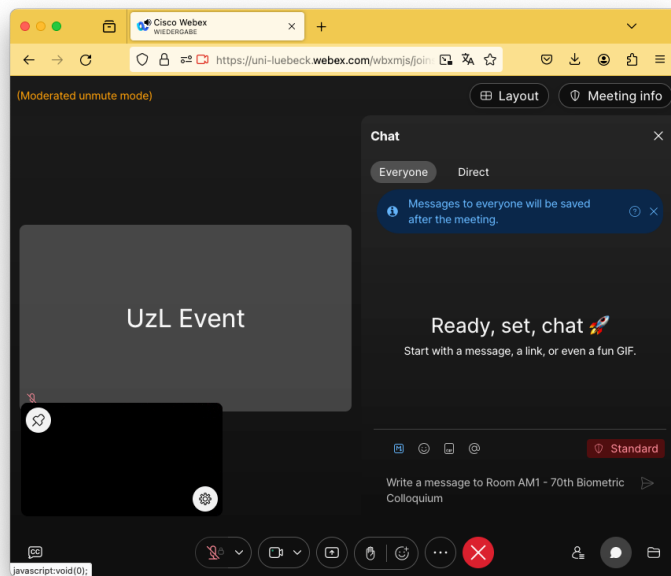 Cisco Webex
WIEDERGABE
https://uni-luebeck.webex.com/wbxmjs/join
(Moderated unmute mode)
Layout
Meeting info
Chat
Everyone
Direct
Messages to everyone will be saved
after the meeting.
UzL Event
Ready, set, chat 🚀
Start with a message, a link, or even a fun GIF.
Standard
Write a message to Room AM1 - 70th Biometric
Colloquium
CC
javascript:void(0);